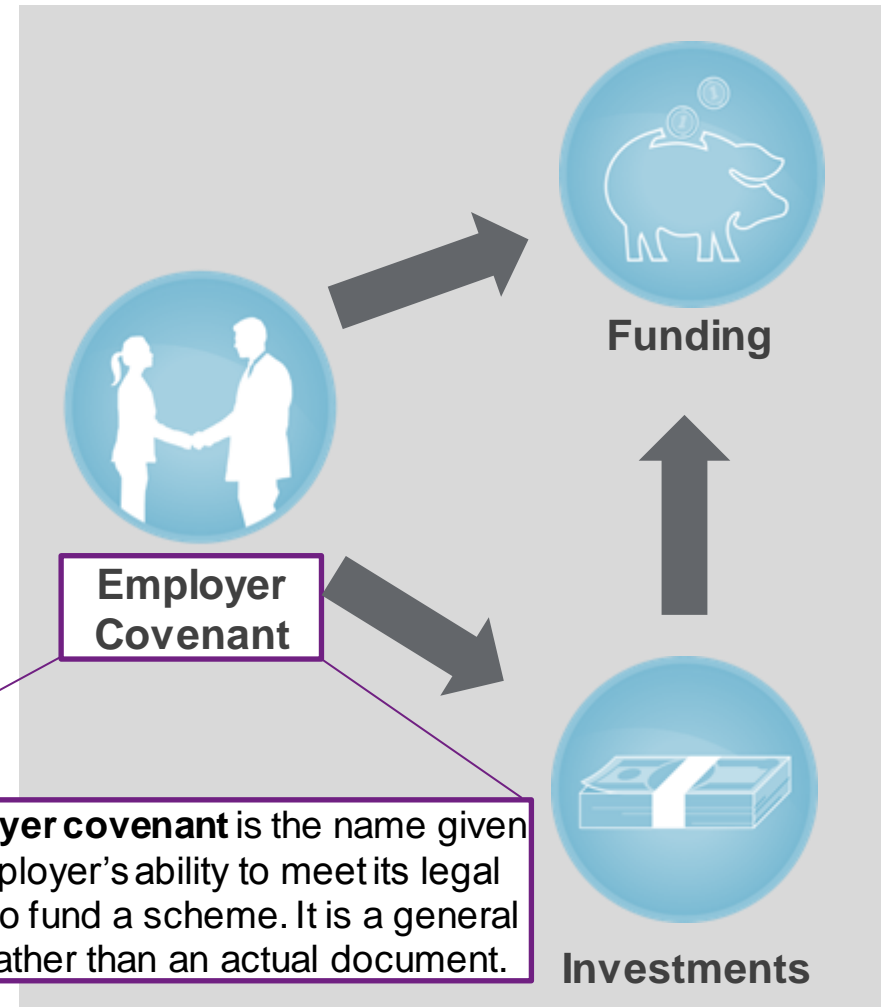 Funding
Employer
Covenant
yer covenant is the name given
ployer's ability to meet its legal
o fund a scheme. It is a general
ather than an actual document.
Investments